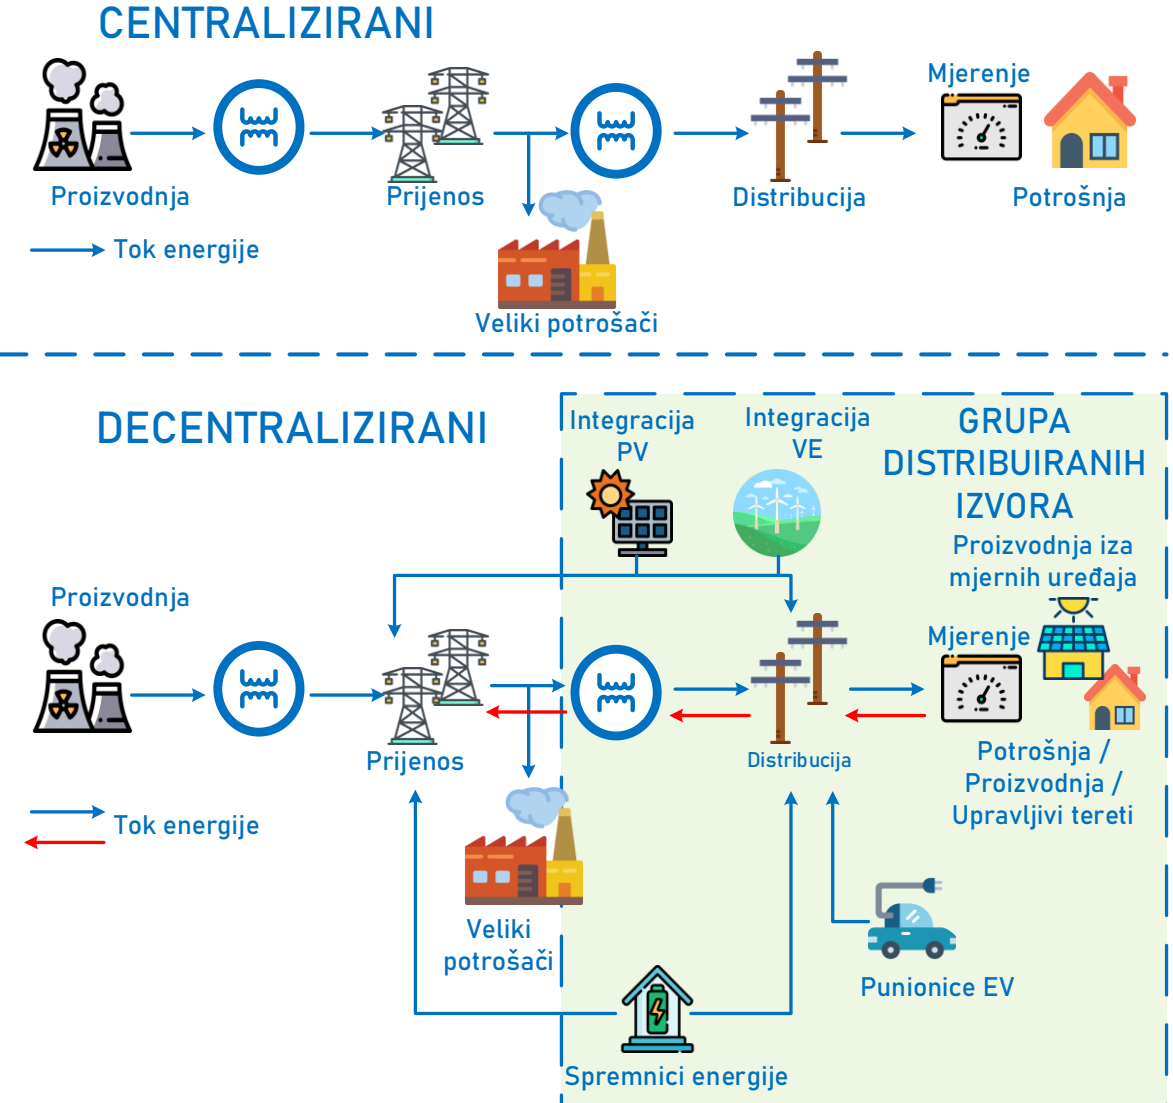 CENTRALIZIRANI
Mjerenje
Proizvodnja
Prijenos
Distribucija
Potrošnja
Tok energije
Veliki potrošači
DECENTRALIZIRANI
Integracija
PV
Integracija
VE
GRUPA
DISTRIBUIRANIH
IZVORA
Proizvodnja iza
mjernih uređaja
Proizvodnja
Mjerenje
Prijenos
Distribucija
Potrošnja /
Proizvodnja /
Upravljivi tereti
Tok energije
Veliki
potrošači
Punionice EV
Spremnici energije